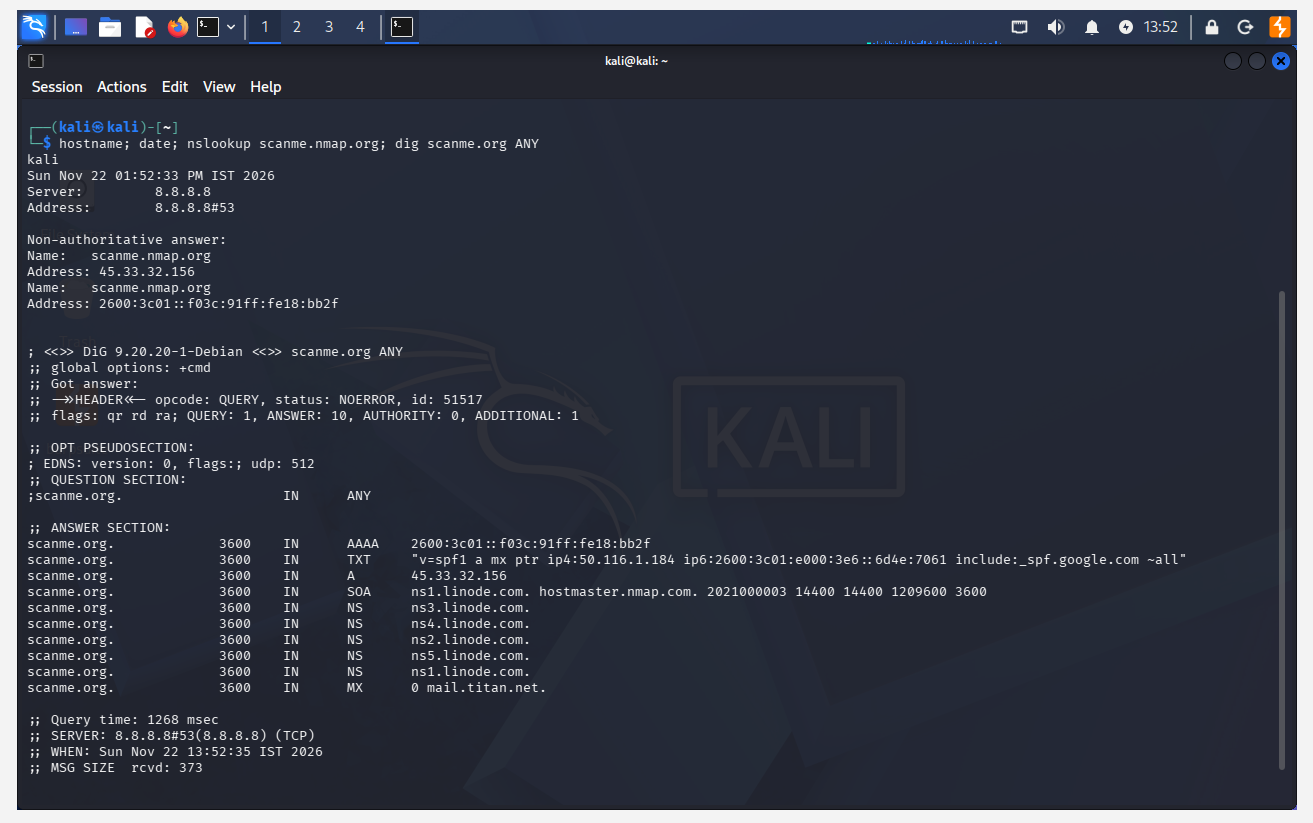 1 2 3 4 13:52
kali@kali: ~
Session Actions Edit View Help
┌──(kali㉿kali)-[~]
└─$ hostname; date; nslookup scanme.nmap.org; dig scanme.org ANY
kali
Sun Nov 22 01:52:33 PM IST 2026
Server:         8.8.8.8
Address:        8.8.8.8#53
Non-authoritative answer:
Name:   scanme.nmap.org
Address: 45.33.32.156
Name:   scanme.nmap.org
Address: 2600:3c01::f03c:91ff:fe18:bb2f
; <<>> DiG 9.20.20-1-Debian <<>> scanme.org ANY
;; global options: +cmd
;; Got answer:
;; ->>HEADER<<- opcode: QUERY, status: NOERROR, id: 51517
;; flags: qr rd ra; QUERY: 1, ANSWER: 10, AUTHORITY: 0, ADDITIONAL: 1
;; OPT PSEUDOSECTION:
; EDNS: version: 0, flags:; udp: 512
;; QUESTION SECTION:
;scanme.org.                    IN      ANY
;; ANSWER SECTION:
scanme.org.             3600    IN      AAAA    2600:3c01::f03c:91ff:fe18:bb2f
scanme.org.             3600    IN      TXT     "v=spf1 a mx ptr ip4:50.116.1.184 ip6:2600:3c01:e000:3e6::6d4e:7061 include:_spf.google.com ~all"
scanme.org.             3600    IN      A       45.33.32.156
scanme.org.             3600    IN      SOA     ns1.linode.com. hostmaster.nmap.com. 2021000003 14400 14400 1209600 3600
scanme.org.             3600    IN      NS      ns3.linode.com.
scanme.org.             3600    IN      NS      ns4.linode.com.
scanme.org.             3600    IN      NS      ns2.linode.com.
scanme.org.             3600    IN      NS      ns5.linode.com.
scanme.org.             3600    IN      NS      ns1.linode.com.
scanme.org.             3600    IN      MX      0 mail.titan.net.
;; Query time: 1268 msec
;; SERVER: 8.8.8.8#53(8.8.8.8) (TCP)
;; WHEN: Sun Nov 22 13:52:35 IST 2026
;; MSG SIZE  rcvd: 373
KALI